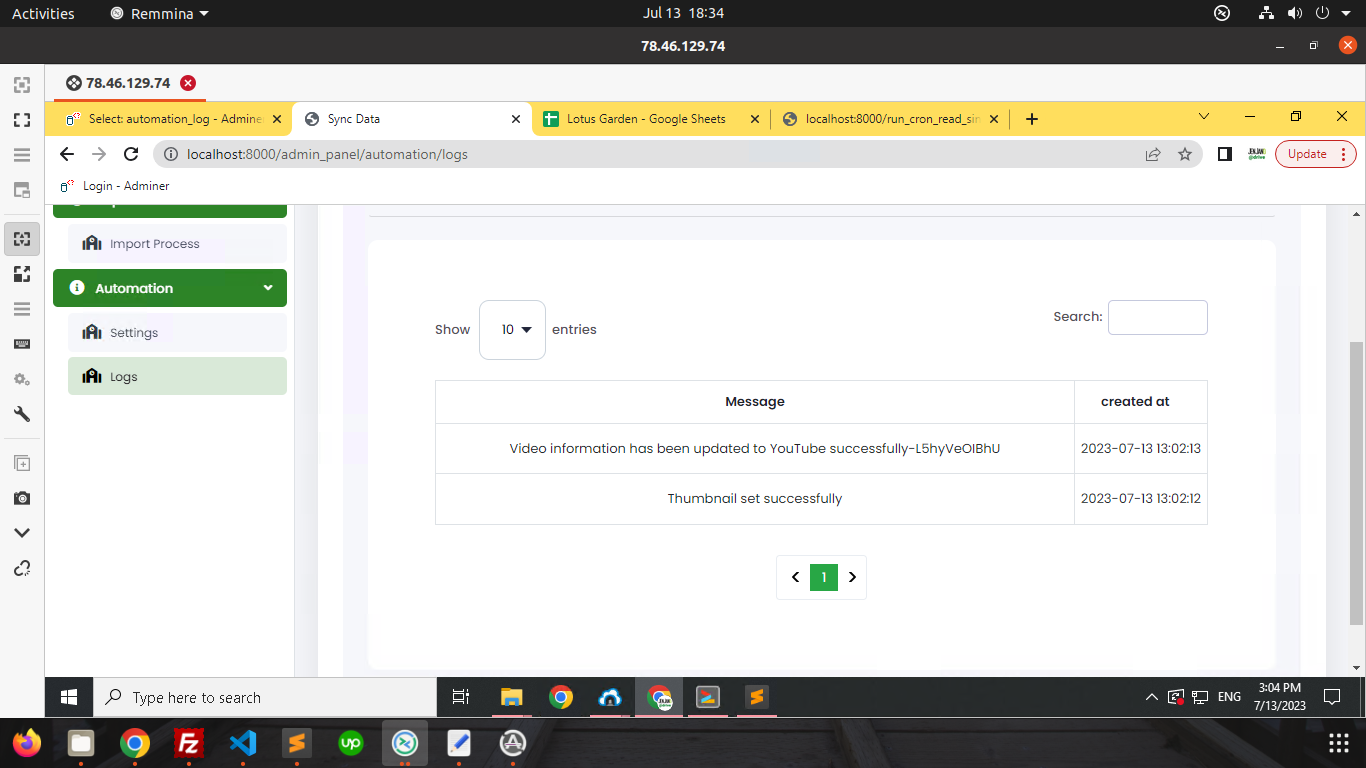 Activities
Remmina
Jul 13 18:34
78.46.129.74
78.46.129.74
Select: automation_log - Admine
Sync Data
Lotus Garden - Google Sheets
localhost:8000/run_cron_read_sin
localhost:8000/admin_panel/automation/logs
Update
Login - Adminer
Import Process
Automation
Settings
Logs
Show 10 entries
Search:
Message created at
Video information has been updated to YouTube successfully-L5hyVeOIBhU 2023-07-13 13:02:13
Thumbnail set successfully 2023-07-13 13:02:12
1
Type here to search
ENG
3:04 PM
7/13/2023